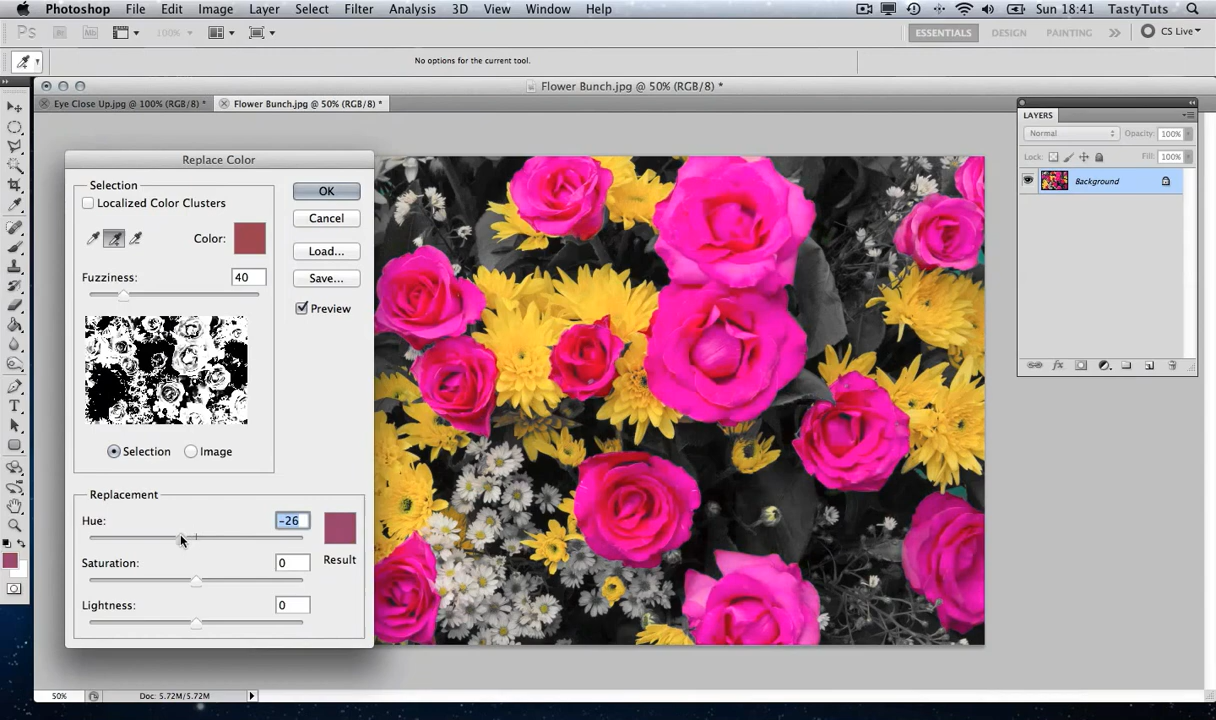 Photoshop File Edit Image Layer Select Filter Analysis 3D View Window Help Sun 18:41 TastyTuts
Ps Br Mb 100% ESSENTIALS DESIGN PAINTING CS Live
No options for the current tool.
Flower Bunch.jpg @ 50% (RGB/8) *
Eye Close Up.jpg @ 100% (RGB/8) * Flower Bunch.jpg @ 50% (RGB/8) *
LAYERS
Normal Opacity: 100%
Lock: Fill: 100%
Background
Replace Color
Selection
OK
Localized Color Clusters
Cancel
Color:
Load...
Fuzziness: 40
Save...
Preview
Selection Image
Replacement
Hue: -26
Result
Saturation: 0
Lightness: 0
50% Doc: 5.72M/5.72M